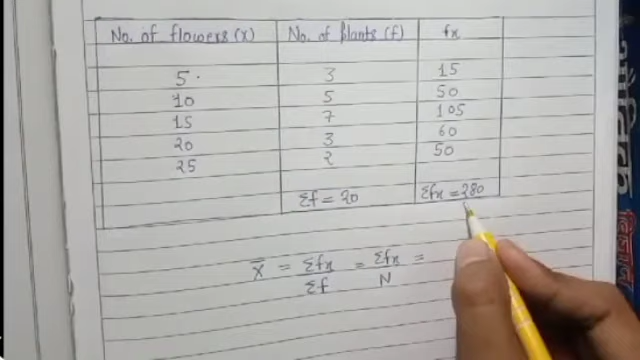 No. of flowers (x) No. of plants (f) fx
5 3 15
10 5 50
15 7 105
20 3 60
25 2 50
Σf = 20 Σfx = 280
x̄ = Σfx / Σf = Σfx / N =